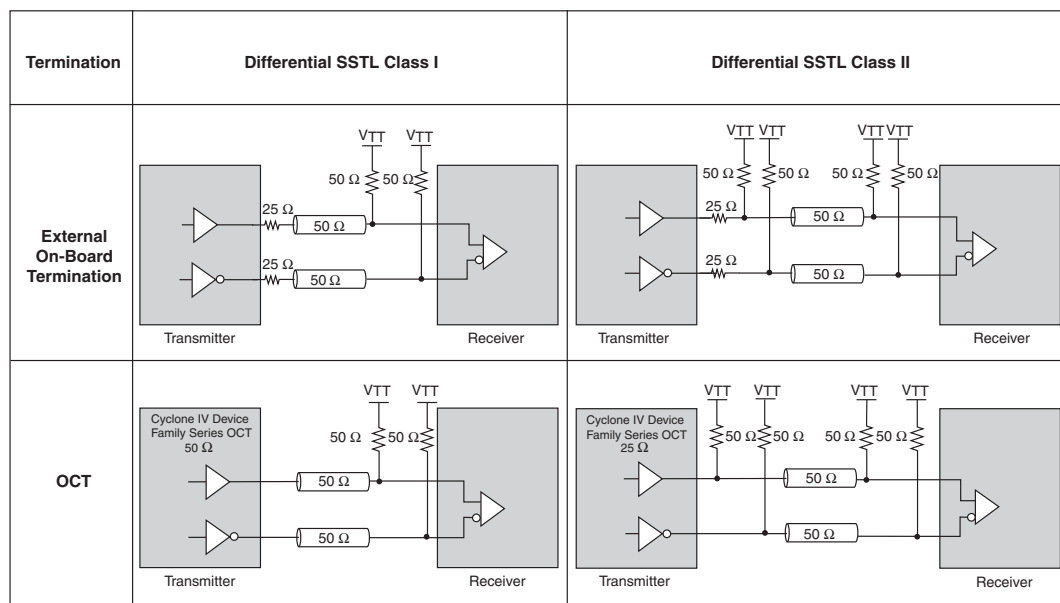 Termination
Differential SSTL Class I
Differential SSTL Class II
External
On-Board
Termination
VTT VTT
50 Ω 50 Ω
25 Ω
50 Ω
25 Ω
50 Ω
Transmitter
Receiver
VTT VTT VTT VTT
50 Ω 50 Ω 50 Ω 50 Ω
25 Ω
50 Ω
25 Ω
50 Ω
Transmitter
Receiver
OCT
VTT VTT
Cyclone IV Device
Family Series OCT
50 Ω
50 Ω 50 Ω
50 Ω
50 Ω
Transmitter
Receiver
VTT VTT VTT VTT
Cyclone IV Device
Family Series OCT
25 Ω
50 Ω 50 Ω 50 Ω 50 Ω
50 Ω
50 Ω
Transmitter
Receiver